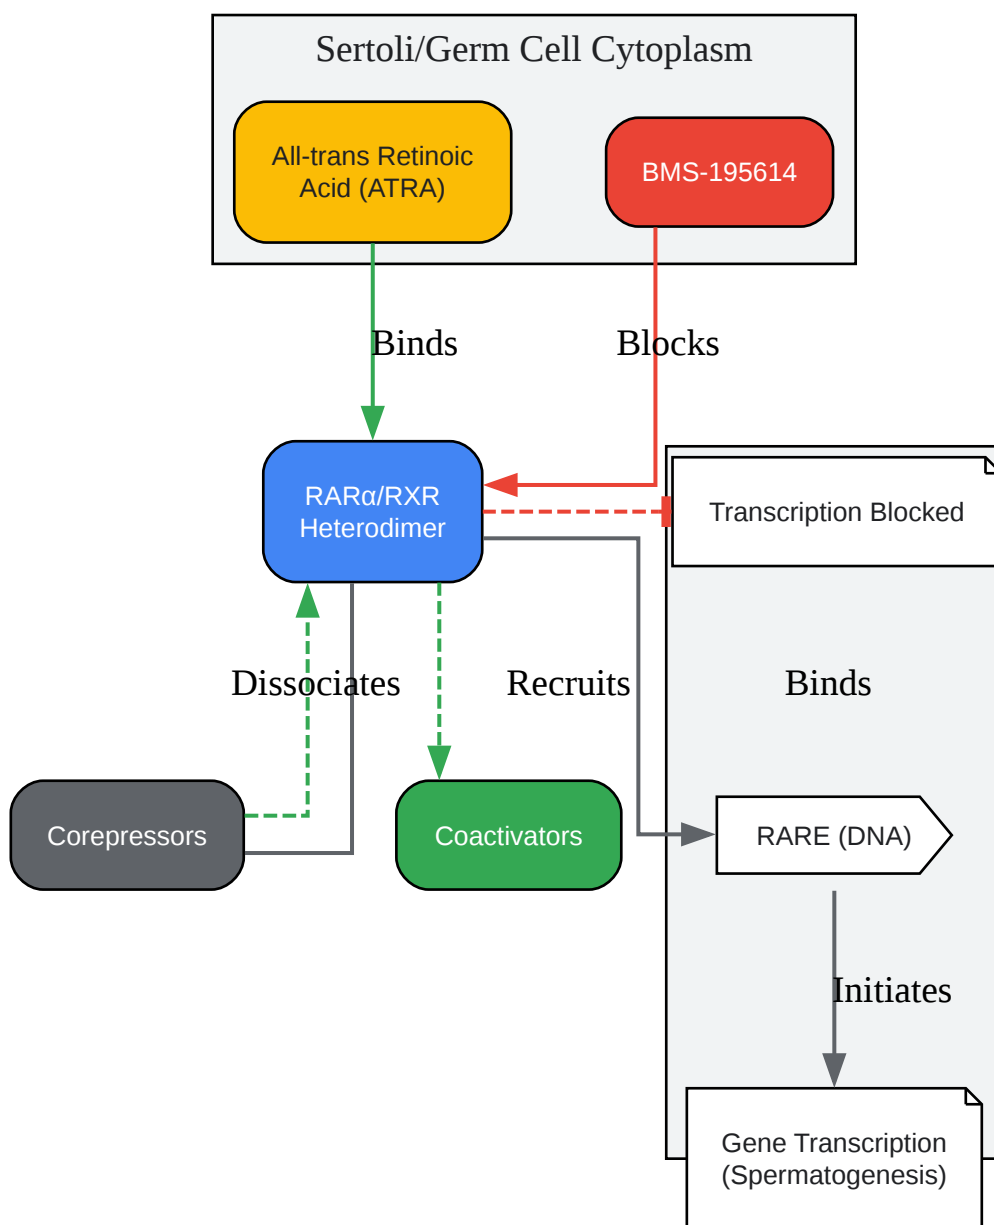 Sertoli/Germ Cell Cytoplasm
All-trans Retinoic
Acid (ATRA)
BMS-195614
Binds
Blocks
RARα/RXR
Heterodimer
Transcription Blocked
Dissociates
Recruits
Binds
Corepressors
Coactivators
RARE (DNA)
Initiates
Gene Transcription
(Spermatogenesis)